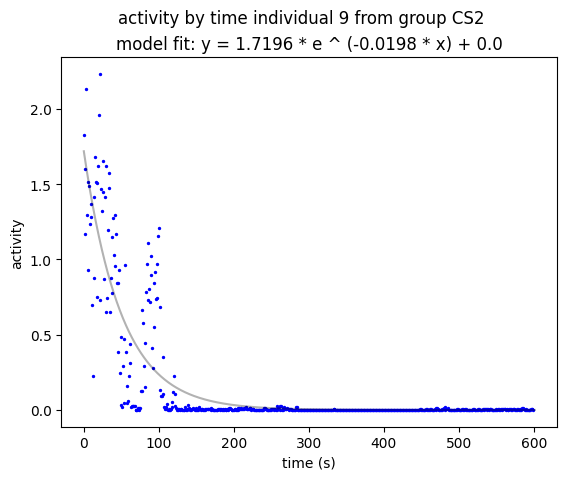 activity by time individual 9 from group CS2
model fit: y = 1.7196 * e ^ (-0.0198 * x) + 0.0
2.0
1.5
1.0
0.5
0.0
activity
0 100 200 300 400 500 600
time (s)